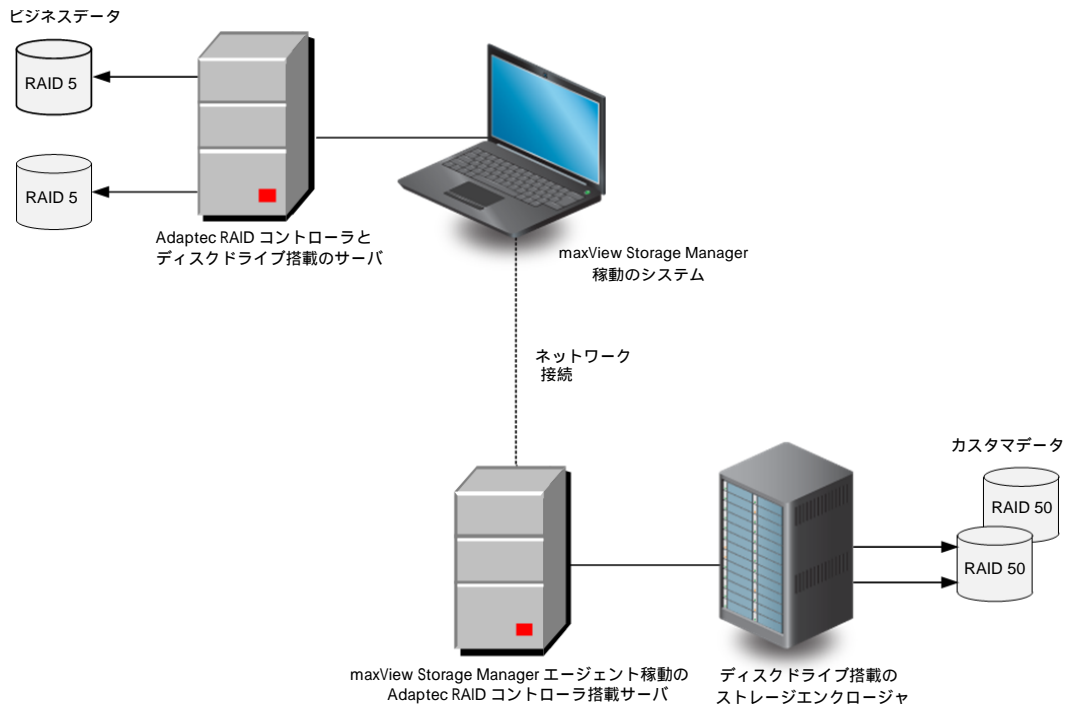 ビジネスデータ
RAID 5
RAID 5
Adaptec RAID コントローラと
ディスクドライブ搭載のサーバ
maxView Storage Manager
稼動のシステム
ネットワーク
接続
カスタマデータ
RAID 50
RAID 50
maxView Storage Manager エージェント稼動の
Adaptec RAID コントローラ搭載サーバ
ディスクドライブ搭載の
ストレージエンクロージャ